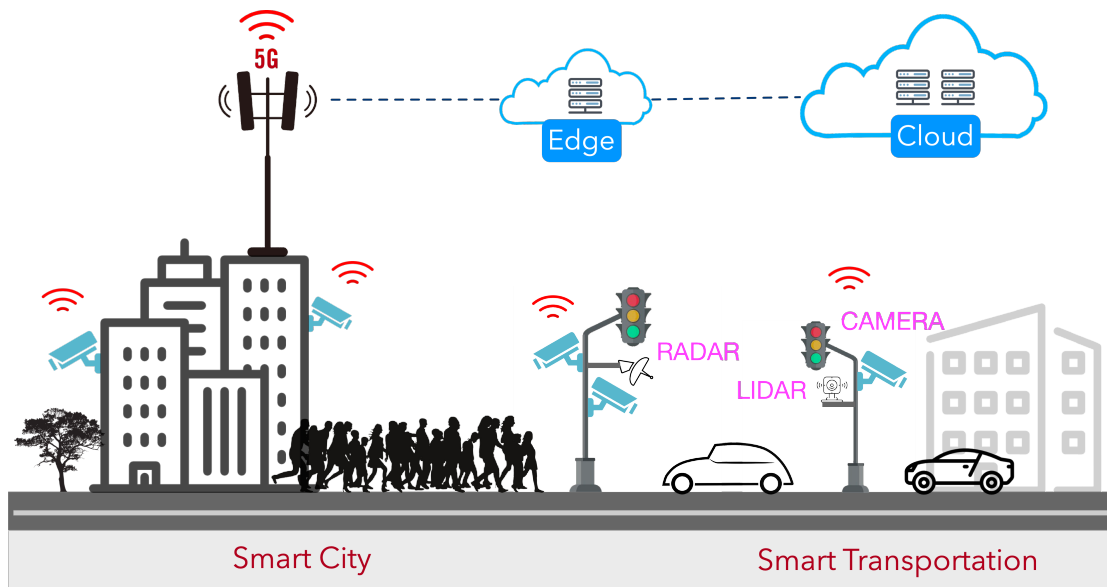 5G
Edge
Cloud
CAMERA
RADAR
LIDAR
Smart City
Smart Transportation